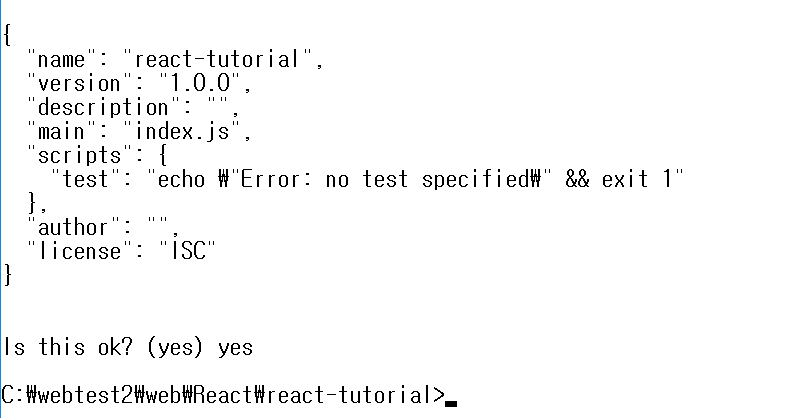 {
  "name": "react-tutorial",
  "version": "1.0.0",
  "description": "",
  "main": "index.js",
  "scripts": {
    "test": "echo ₩"Error: no test specified₩" && exit 1"
  },
  "author": "",
  "license": "ISC"
}
Is this ok? (yes) yes
C:₩webtest2₩web₩React₩react-tutorial>